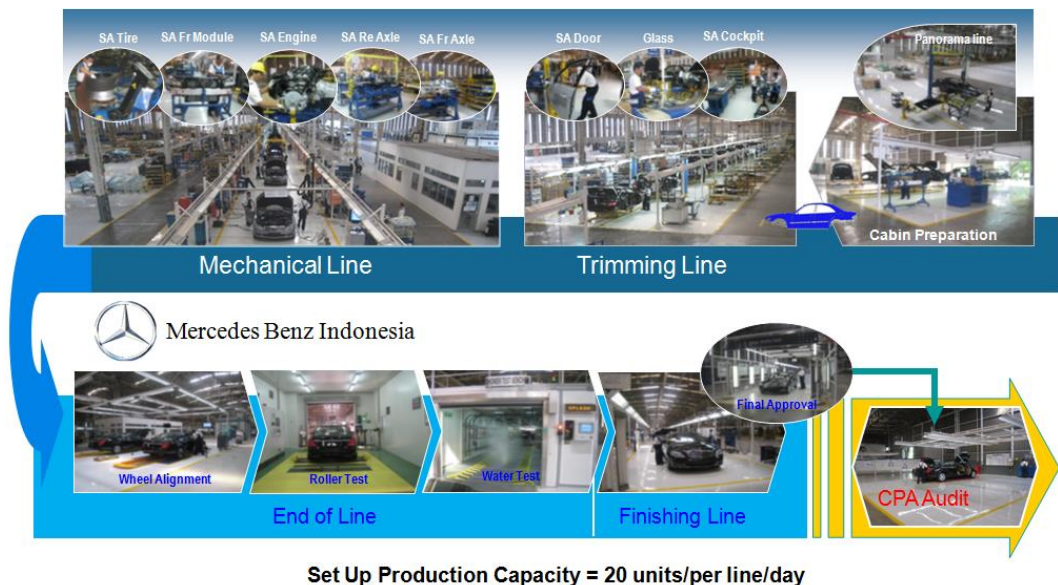 SA Tire
SA Fr Module
SA Engine
SA Re Axle
SA Fr Axle
SA Door
Glass
SA Cockpit
Panorama line
Cabin Preparation
Mechanical Line
Trimming Line
Mercedes Benz Indonesia
Final Approval
Wheel Alignment
Roller Test
Water Test
CPA Audit
End of Line
Finishing Line
Set Up Production Capacity = 20 units/per line/day